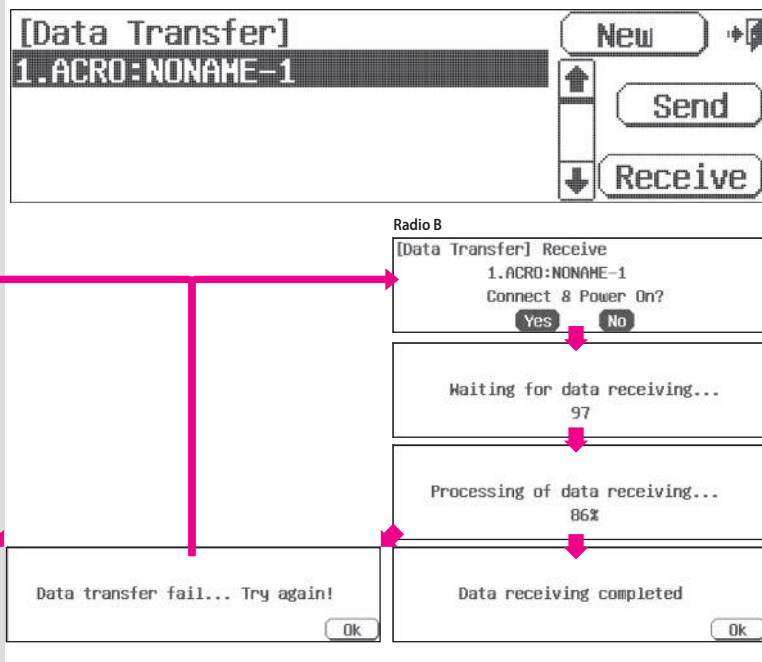 [Data Transfer]
New
1.ACRO:NONAME-1
Send
Receive
Radio B
[Data Transfer] Receive
1.ACRO:NONAME-1
Connect & Power On?
Yes No
Waiting for data receiving...
97
Processing of data receiving...
86%
Data transfer fail... Try again!
Ok
Data receiving completed
Ok